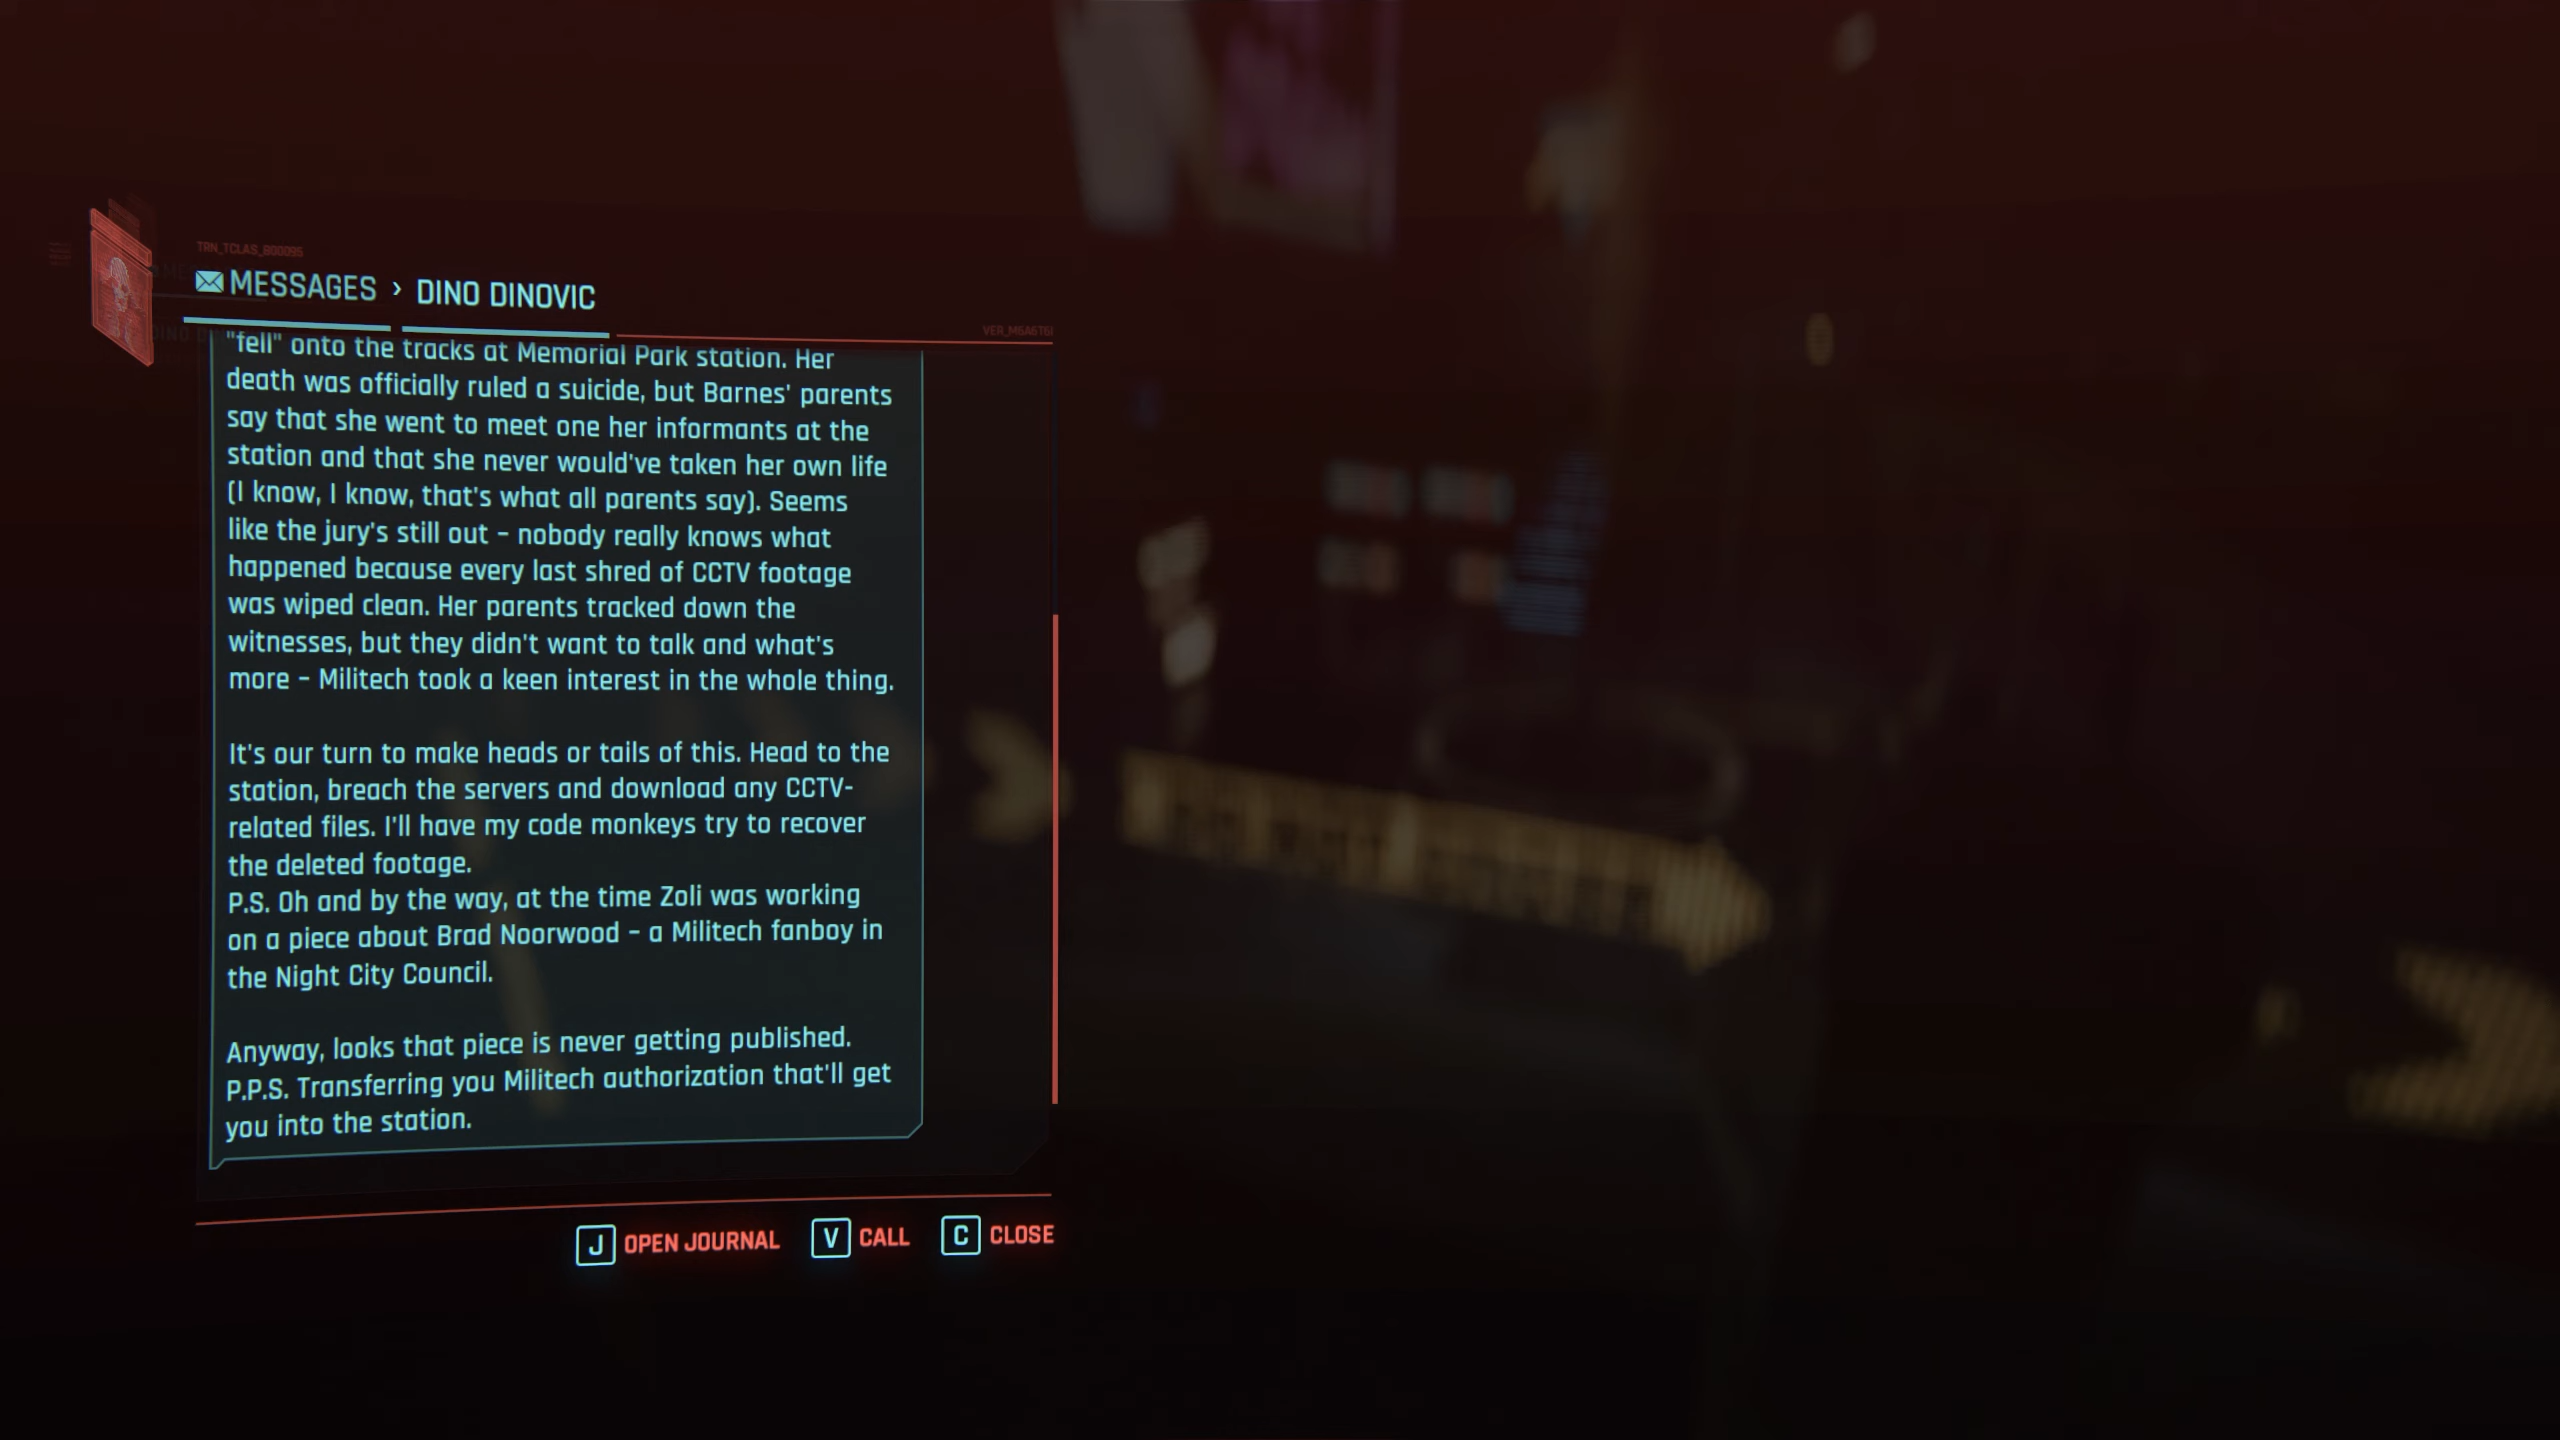 TRN_TCLAS_800095
MESSAGES › DINO DINOVIC
"fell" onto the tracks at Memorial Park station. Her
death was officially ruled a suicide, but Barnes' parents
say that she went to meet one her informants at the
station and that she never would've taken her own life
(I know, I know, that's what all parents say). Seems
like the jury's still out – nobody really knows what
happened because every last shred of CCTV footage
was wiped clean. Her parents tracked down the
witnesses, but they didn't want to talk and what's
more – Militech took a keen interest in the whole thing.
It's our turn to make heads or tails of this. Head to the
station, breach the servers and download any CCTV-
related files. I'll have my code monkeys try to recover
the deleted footage.
P.S. Oh and by the way, at the time Zoli was working
on a piece about Brad Noorwood – a Militech fanboy in
the Night City Council.
Anyway, looks that piece is never getting published.
P.P.S. Transferring you Militech authorization that'll get
you into the station.
J OPEN JOURNAL V CALL C CLOSE